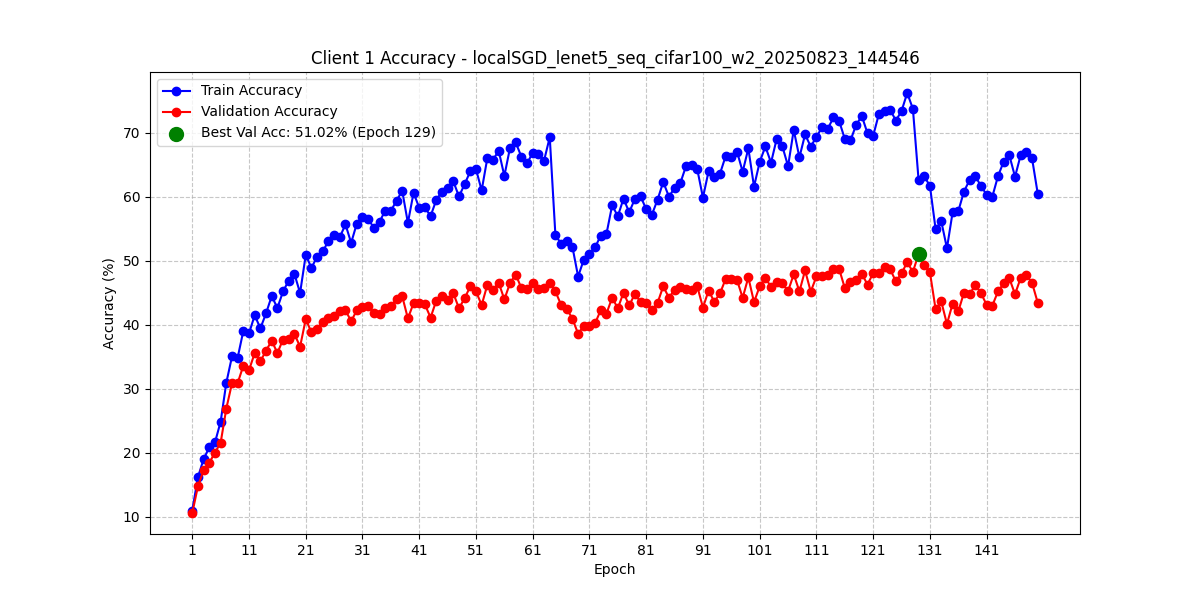 Client 1 Accuracy - localSGD_lenet5_seq_cifar100_w2_20250823_144546
Train Accuracy
Validation Accuracy
Best Val Acc: 51.02% (Epoch 129)
Accuracy (%)
70
60
50
40
30
20
10
1 11 21 31 41 51 61 71 81 91 101 111 121 131 141
Epoch